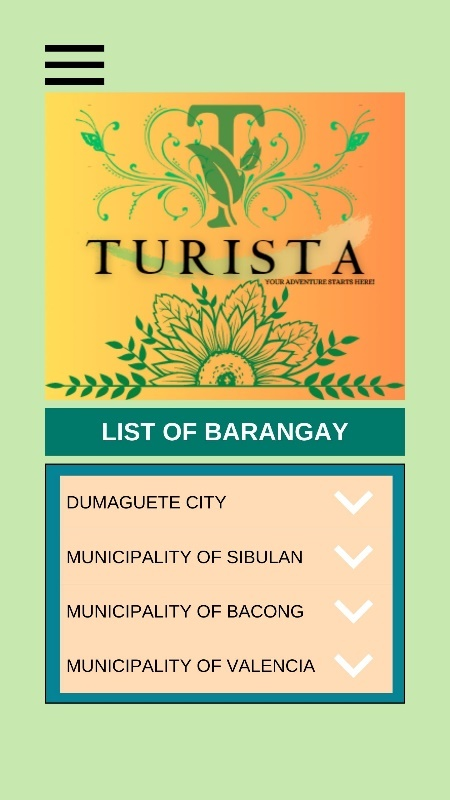 T
TURISTA
YOUR ADVENTURE STARTS HERE!
LIST OF BARANGAY
DUMAGUETE CITY
MUNICIPALITY OF SIBULAN
MUNICIPALITY OF BACONG
MUNICIPALITY OF VALENCIA